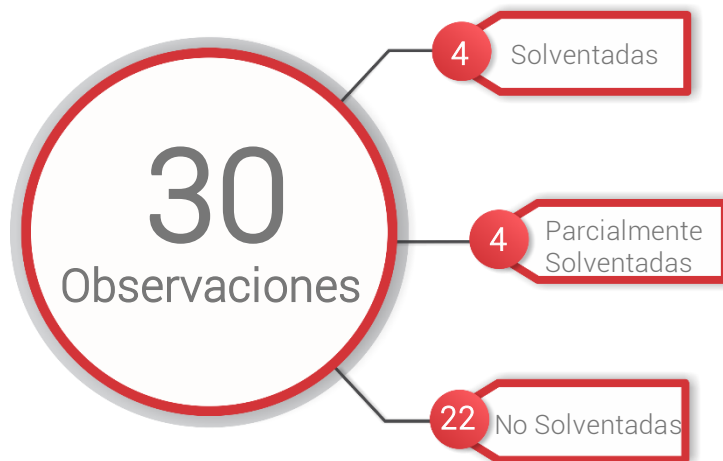 30
Observaciones
4
Solventadas
4
Parcialmente
Solventadas
22
No Solventadas